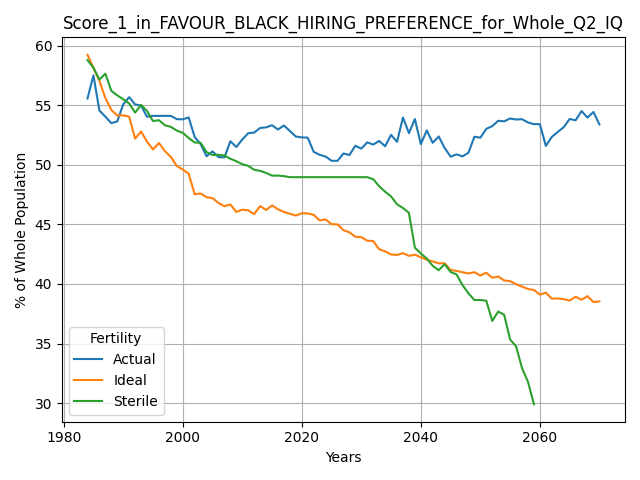 Score_1_in_FAVOUR_BLACK_HIRING_PREFERENCE_for_Whole_Q2_IQ
60
55
50
45
40
35
30
% of Whole Population
Fertility
Actual
Ideal
Sterile
1980 2000 2020 2040 2060
Years